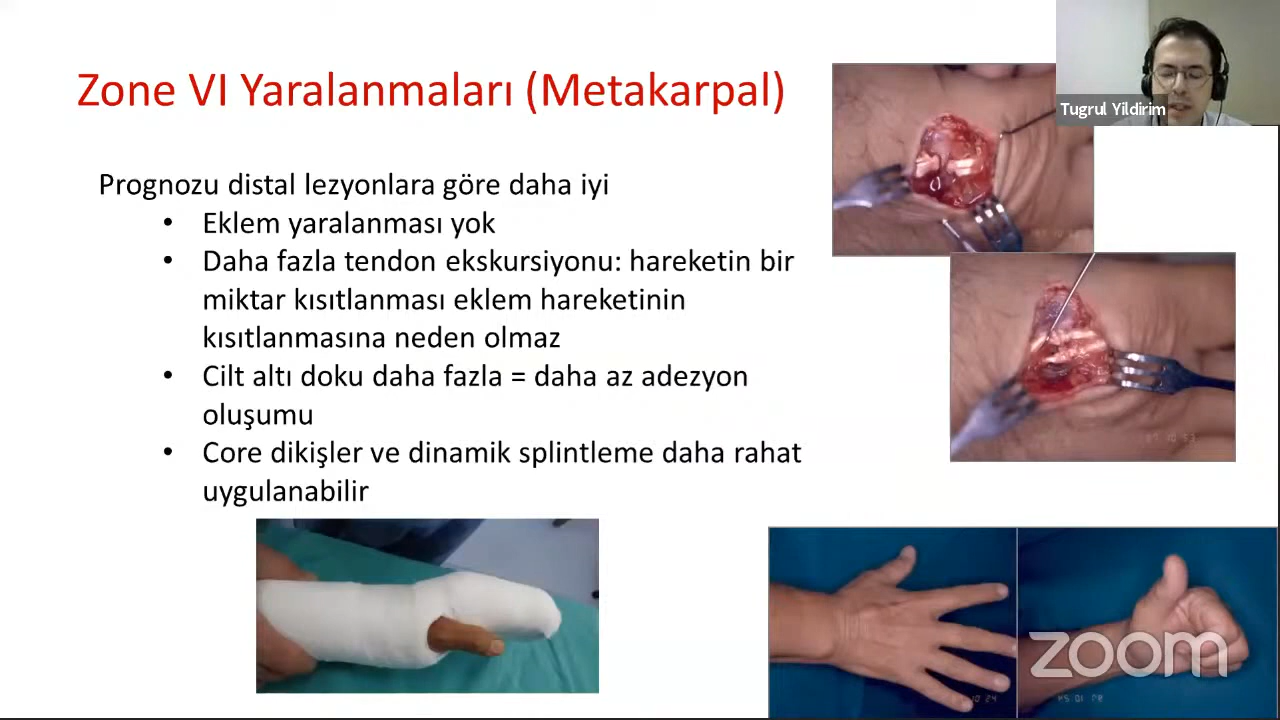 Zone VI Yaralanmaları (Metakarpal)
Tugrul Yildirim
Prognozu distal lezyonlara göre daha iyi
• Eklem yaralanması yok
• Daha fazla tendon ekskursiyonu: hareketin bir
miktar kısıtlanması eklem hareketinin
kısıtlanmasına neden olmaz
• Cilt altı doku daha fazla = daha az adezyon
oluşumu
• Core dikişler ve dinamik splintleme daha rahat
uygulanabilir
zoom